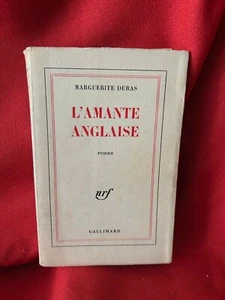 MARGUERITE DURAS
L'AMANTE
ANGLAISE
roman
nrf
GALLIMARD